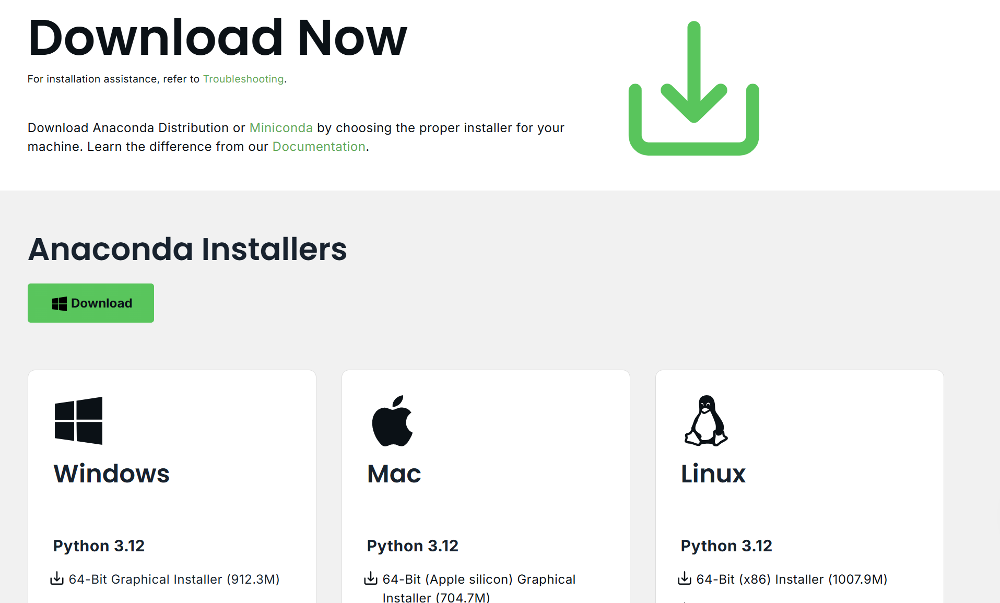 Download Now
For installation assistance, refer to Troubleshooting.
Download Anaconda Distribution or Miniconda by choosing the proper installer for your
machine. Learn the difference from our Documentation.
Anaconda Installers
Download
Windows
Python 3.12
64-Bit Graphical Installer (912.3M)
Mac
Python 3.12
64-Bit (Apple silicon) Graphical
Installer (704.7M)
Linux
Python 3.12
64-Bit (x86) Installer (1007.9M)